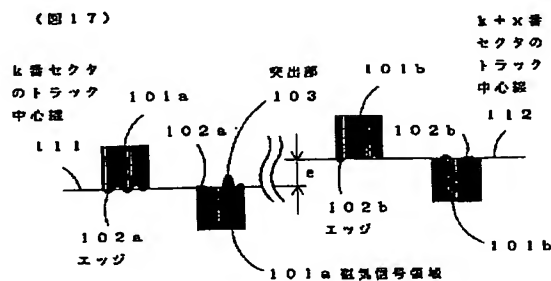 (図17)
k番セクタ
のトラック
中心線
111
101a
102a
突出部
103
101b
k+x番
セクタの
トラック
中心線
102b
112
e
102a
エッジ
102b
エッジ
101a 磁気信号領域
101b